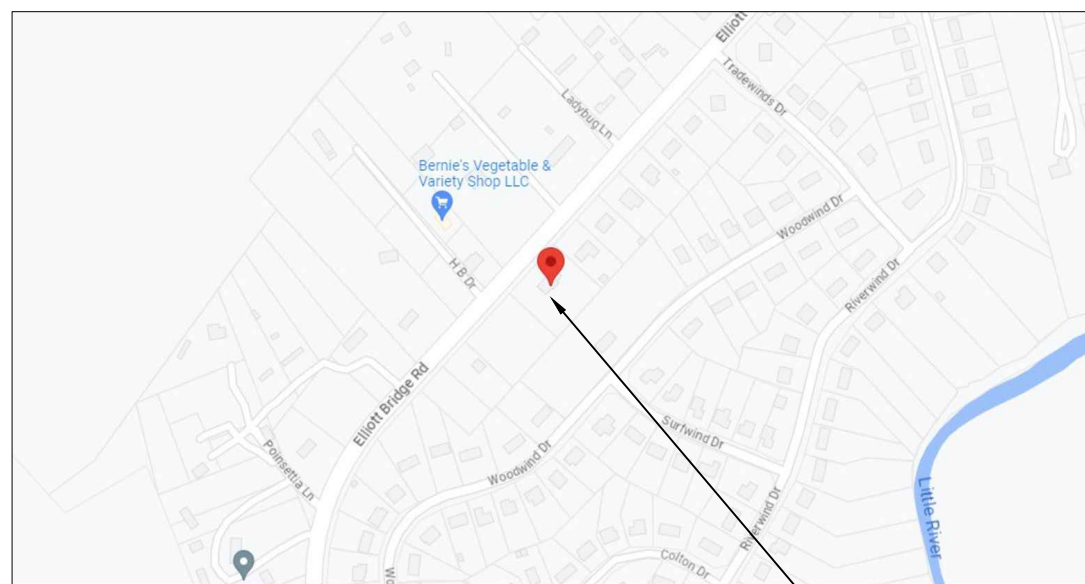 Elliott
Tradewinds Dr
Ladybug Ln
Bernie's Vegetable &
Variety Shop LLC
Woodwind Dr
H B Dr
Riverwind Dr
Elliott Bridge Rd
Surfwind Dr
Poinsettia Ln
Woodwind Dr
Riverwind Dr
Little River
Colton Dr
Wo